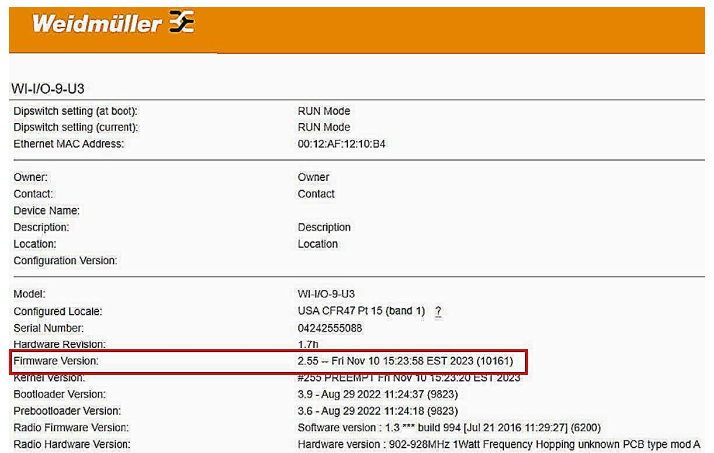 Weidmüller
WI-I/O-9-U3
Dipswitch setting (at boot): RUN Mode
Dipswitch setting (current): RUN Mode
Ethernet MAC Address: 00:12:AF:12:10:B4
Owner: Owner
Contact: Contact
Device Name:
Description: Description
Location: Location
Configuration Version:
Model: WI-I/O-9-U3
Configured Locale: USA CFR47 Pt 15 (band 1) ?
Serial Number: 04242555088
Hardware Revision: 1.7h
Firmware Version: 2.55 -- Fri Nov 10 15:23:58 EST 2023 (10161)
Kernel Version: #255 PREEMPT Fri Nov 10 15:23:20 EST 2023
Bootloader Version: 3.9 - Aug 29 2022 11:24:37 (9823)
Prebootloader Version: 3.6 - Aug 29 2022 11:24:18 (9823)
Radio Firmware Version: Software version : 1.3 *** build 994 [Jul 21 2016 11:29:27] (6200)
Radio Hardware Version: Hardware version : 902-928MHz 1Watt Frequency Hopping unknown PCB type mod A